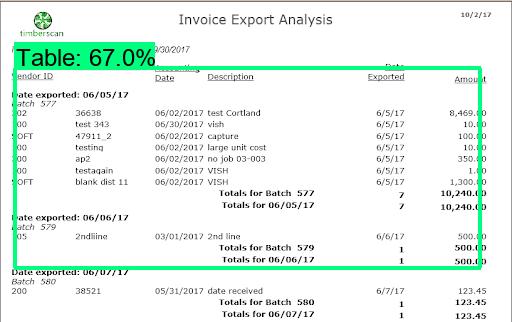 Invoice Export Analysis
10/2/17
timberscan
9/30/2017
Table: 67.0%
Vendor ID Date Description Exported Amount
Date exported: 06/05/17
Batch 577
202 36638 06/02/2017 test Cortland 6/5/17 8,469.00
200 test 343 06/30/2017 vish 6/5/17 10.00
SOFT 47911_2 06/02/2017 capture 6/5/17 100.00
200 testing 06/02/2017 large unit cost 6/5/17 10.00
200 ap2 06/02/2017 no job 03-003 6/5/17 350.00
200 testagain 06/02/2017 VISH 6/5/17 1.00
SOFT blank dist 11 06/02/2017 VISH 6/5/17 1,300.00
Totals for Batch 577 7 10,240.00
Totals for 06/05/17 7 10,240.00
Date exported: 06/06/17
Batch 579
2ndliine 03/01/2017 2nd line 6/6/17 500.00
Totals for Batch 579 1 500.00
Totals for 06/06/17 1 500.00
Date exported: 06/07/17
Batch 580
200 38521 05/31/2017 date received 6/7/17 123.45
Totals for Batch 580 1 123.45
Totals for 06/07/17 1 123.45